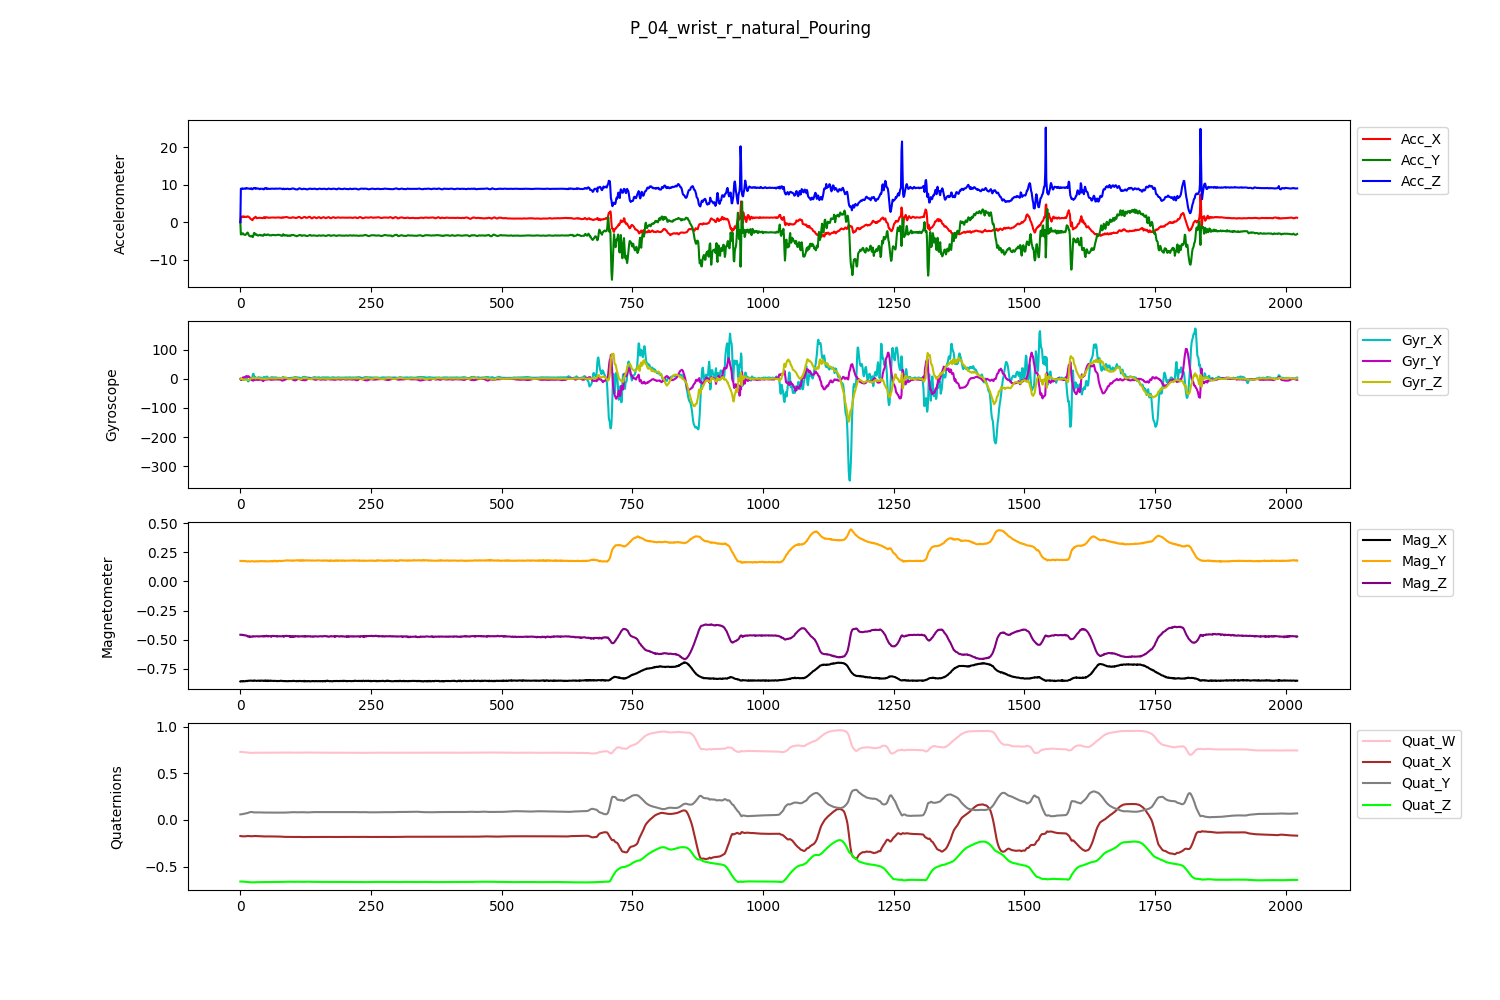 P_04_wrist_r_natural_Pouring
Accelerometer
20
10
0
−10
0 250 500 750 1000 1250 1500 1750 2000
Acc_X
Acc_Y
Acc_Z
Gyroscope
100
0
−100
−200
−300
0 250 500 750 1000 1250 1500 1750 2000
Gyr_X
Gyr_Y
Gyr_Z
Magnetometer
0.50
0.25
0.00
−0.25
−0.50
−0.75
0 250 500 750 1000 1250 1500 1750 2000
Mag_X
Mag_Y
Mag_Z
Quaternions
1.0
0.5
0.0
−0.5
0 250 500 750 1000 1250 1500 1750 2000
Quat_W
Quat_X
Quat_Y
Quat_Z